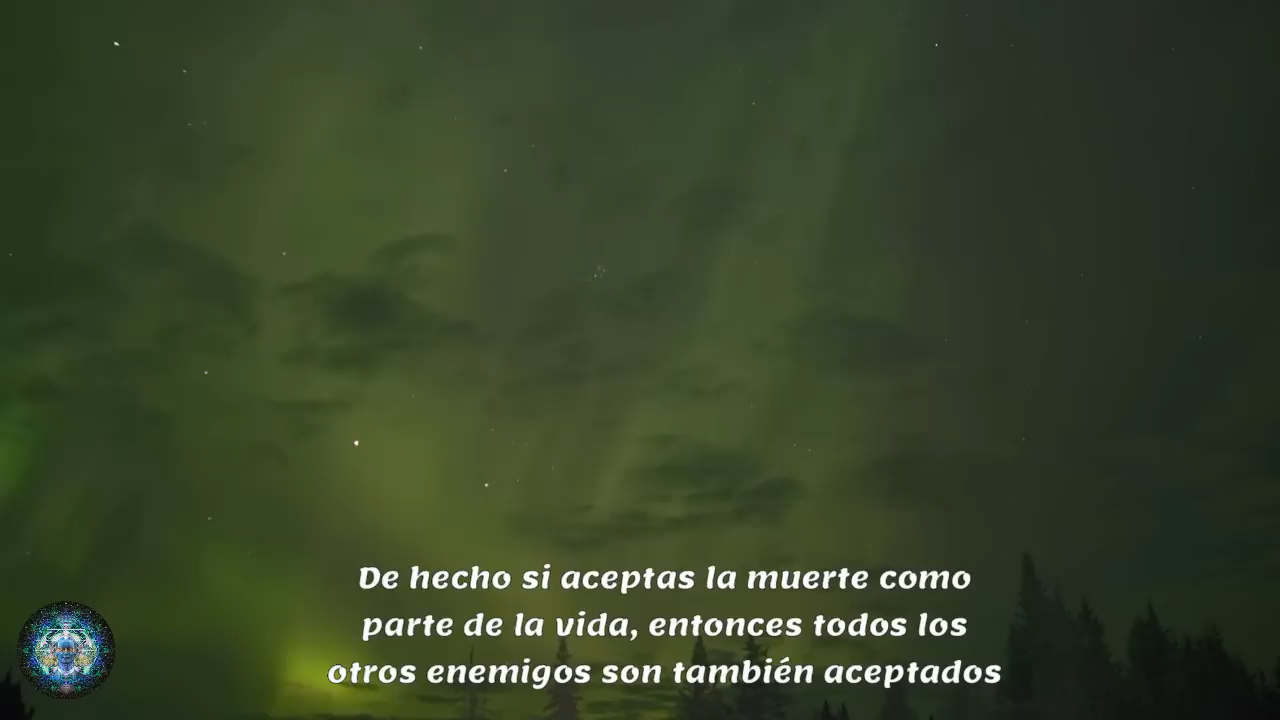 De hecho si aceptas la muerte como
parte de la vida, entonces todos los
otros enemigos son también aceptados